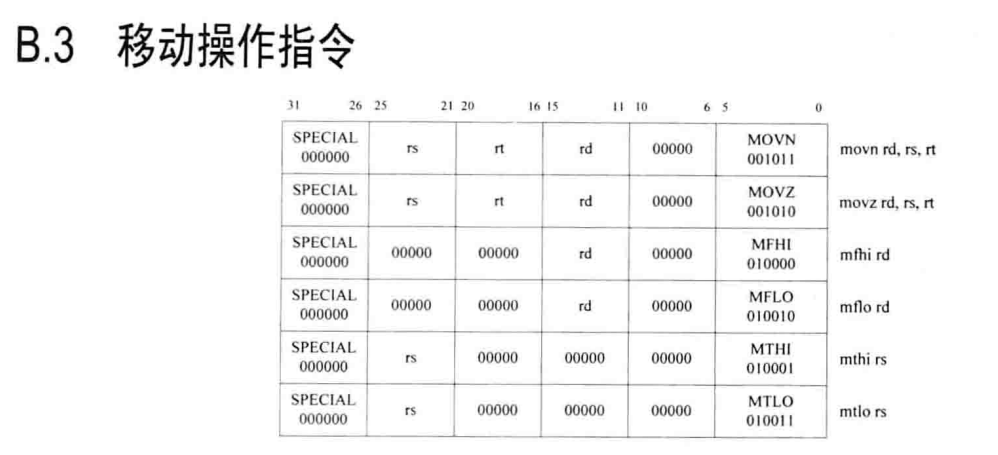 B.3 移动操作指令
31 26 25 21 20 16 15 11 10 6 5 0
SPECIAL 000000 rs rt rd 00000 MOVN 001011 movn rd, rs, rt
SPECIAL 000000 rs rt rd 00000 MOVZ 001010 movz rd, rs, rt
SPECIAL 000000 00000 00000 rd 00000 MFHI 010000 mfhi rd
SPECIAL 000000 00000 00000 rd 00000 MFLO 010010 mflo rd
SPECIAL 000000 rs 00000 00000 00000 MTHI 010001 mthi rs
SPECIAL 000000 rs 00000 00000 00000 MTLO 010011 mtlo rs